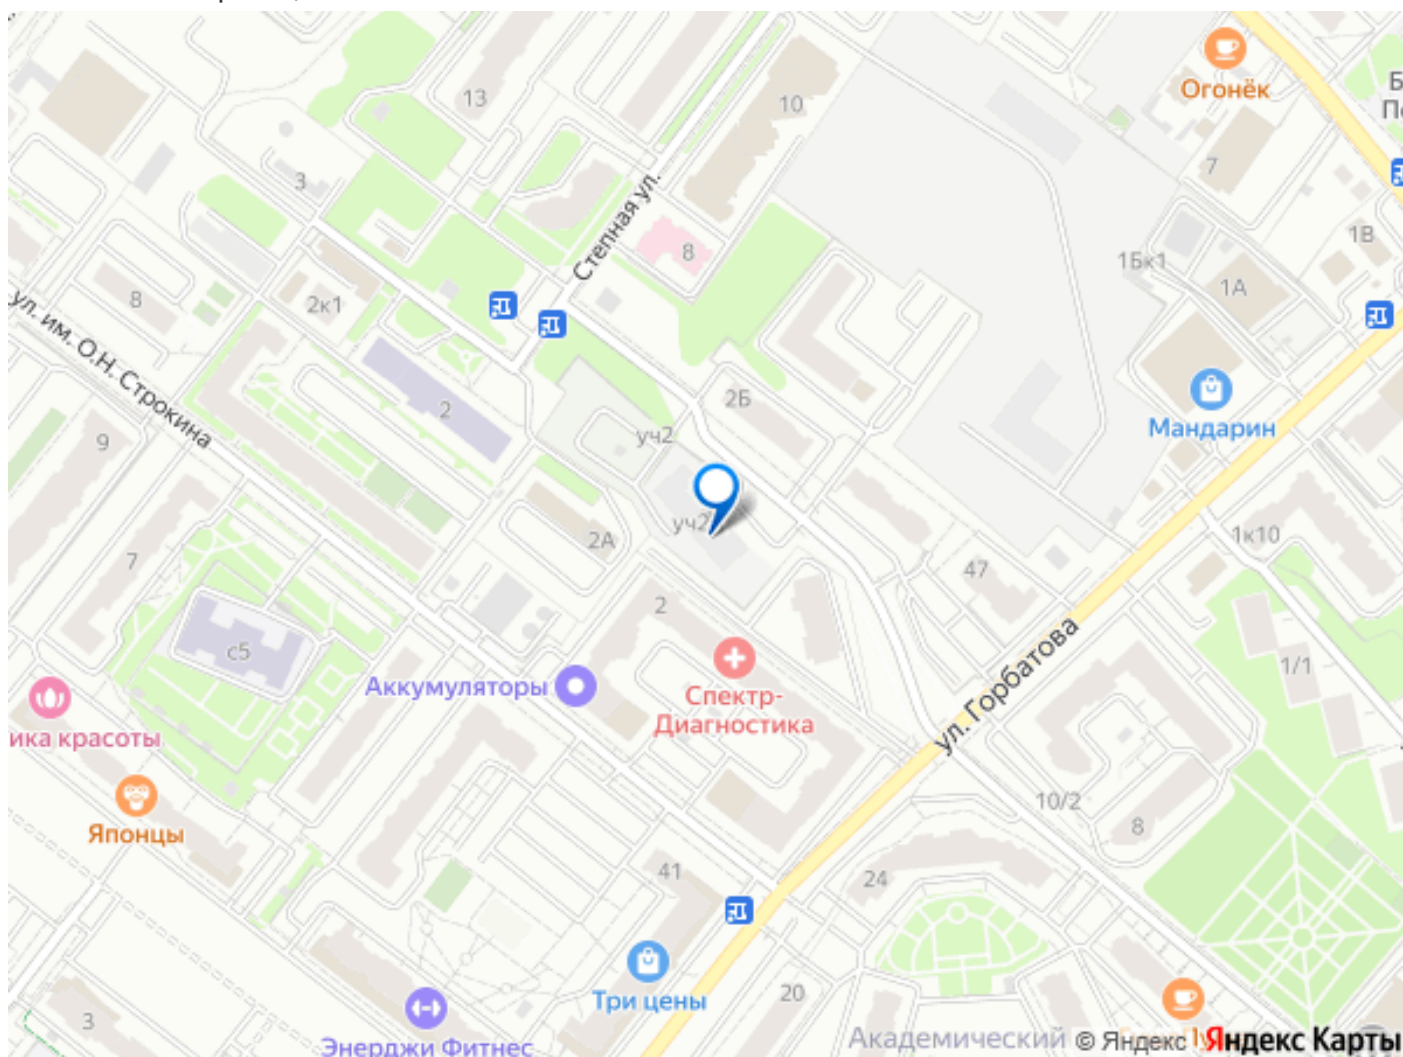 Огонёк
Б
13
10
7
3
Степная ул.
8
1В
1Бк1
1А
8
2к1
ул. им. О.Н. Строкина
2
2Б
Мандарин
9
уч2
уч2
2А
1к10
7
47
2
с5
1/1
Аккумуляторы
Спектр-
Диагностика
ул. Горбатова
ика красоты
10/2
8
Японцы
41
24
Три цены
20
3
Энерджи Фитнес
Академический
© Яндекс
Яндекс Карты